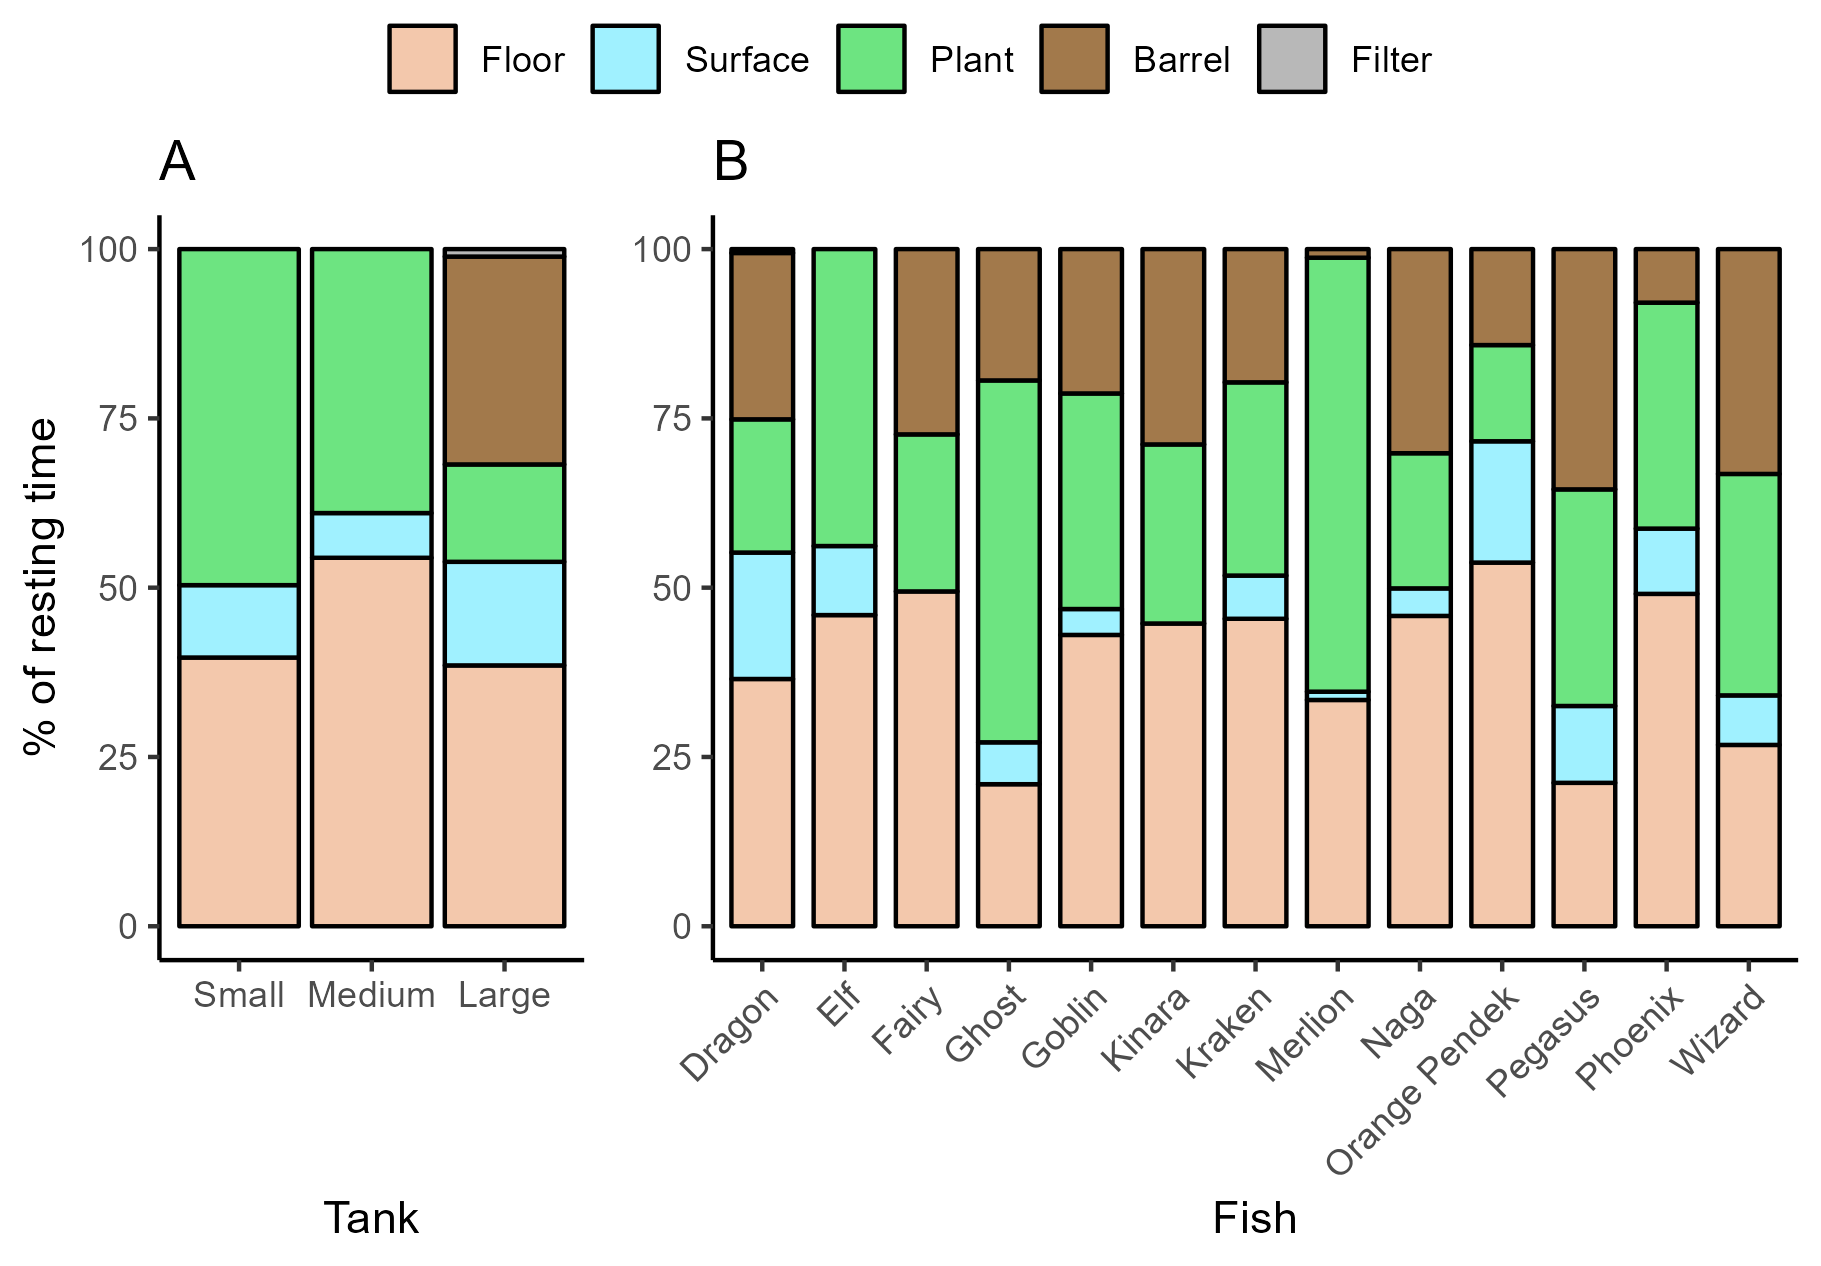 Floor Surface Plant Barrel Filter
A B
% of resting time
100
75
50
25
0
Small Medium Large
Tank
100
75
50
25
0
Dragon
Elf
Fairy
Ghost
Goblin
Kinara
Kraken
Merlion
Naga
Orange Pendek
Pegasus
Phoenix
Wizard
Fish